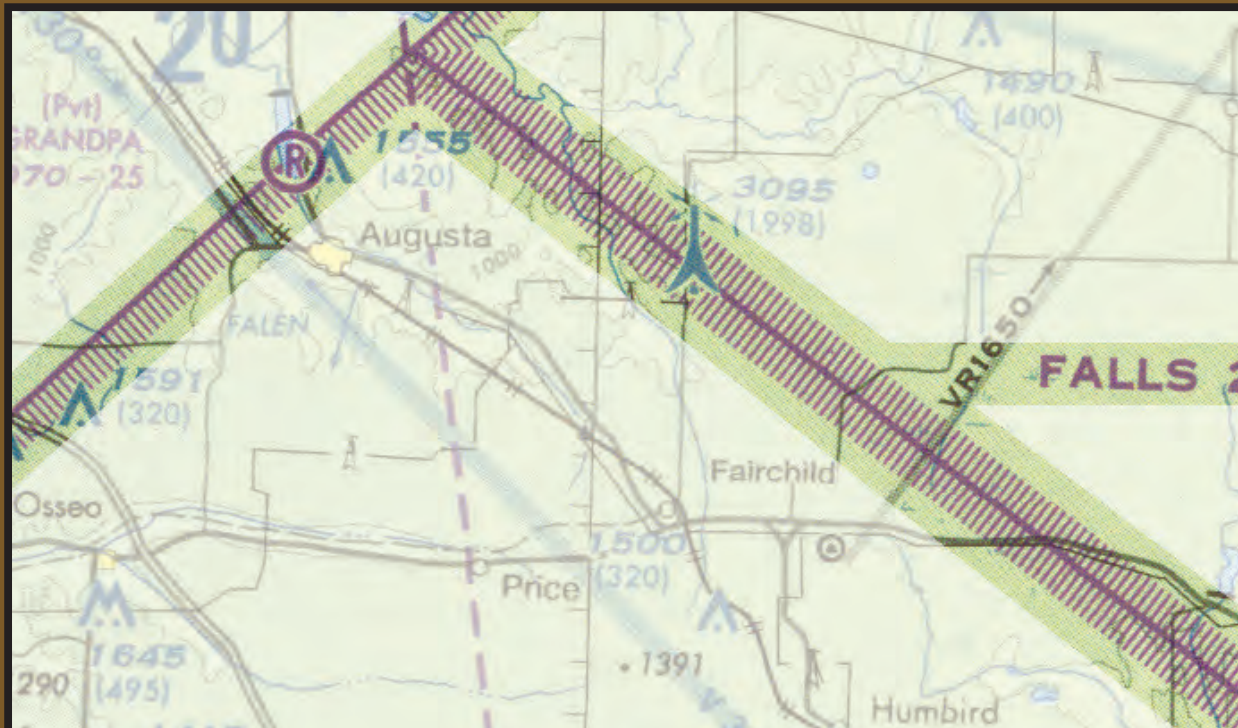 20
(Pvt)
GRANDPA
970 - 25
R
1555
(420)
1490
(400)
3095
(1998)
Augusta
1000
1000
FALEN
VR1650
FALLS 2
1591
(320)
Osseo
Fairchild
1500
(320)
Price
1645
(495)
1391
290
Humbird